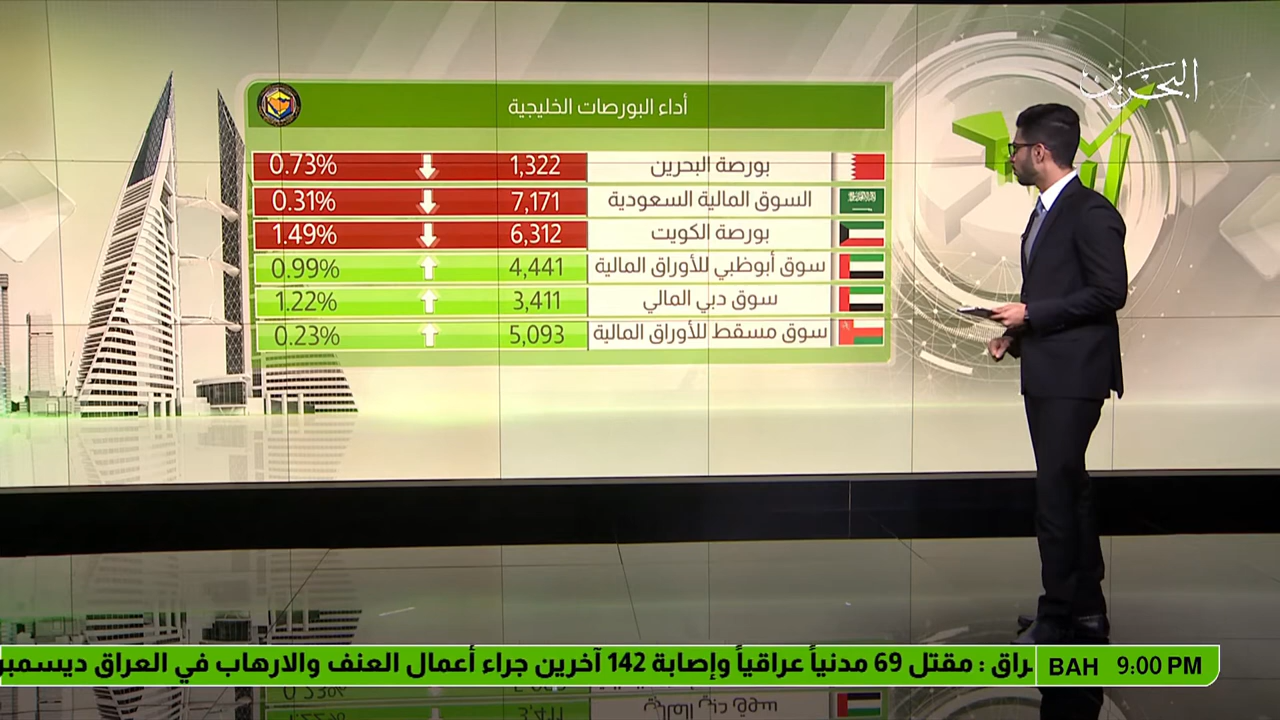 البحرين
أداء البورصات الخليجية
بورصة البحرين 1,322 0.73%
السوق المالية السعودية 7,171 0.31%
بورصة الكويت 6,312 1.49%
سوق أبوظبي للأوراق المالية 4,441 0.99%
سوق دبي المالي 3,411 1.22%
سوق مسقط للأوراق المالية 5,093 0.23%
BAH 9:00 PM
: مقتل 69 مدنياً عراقياً وإصابة 142 آخرين جراء أعمال العنف والارهاب في العراق